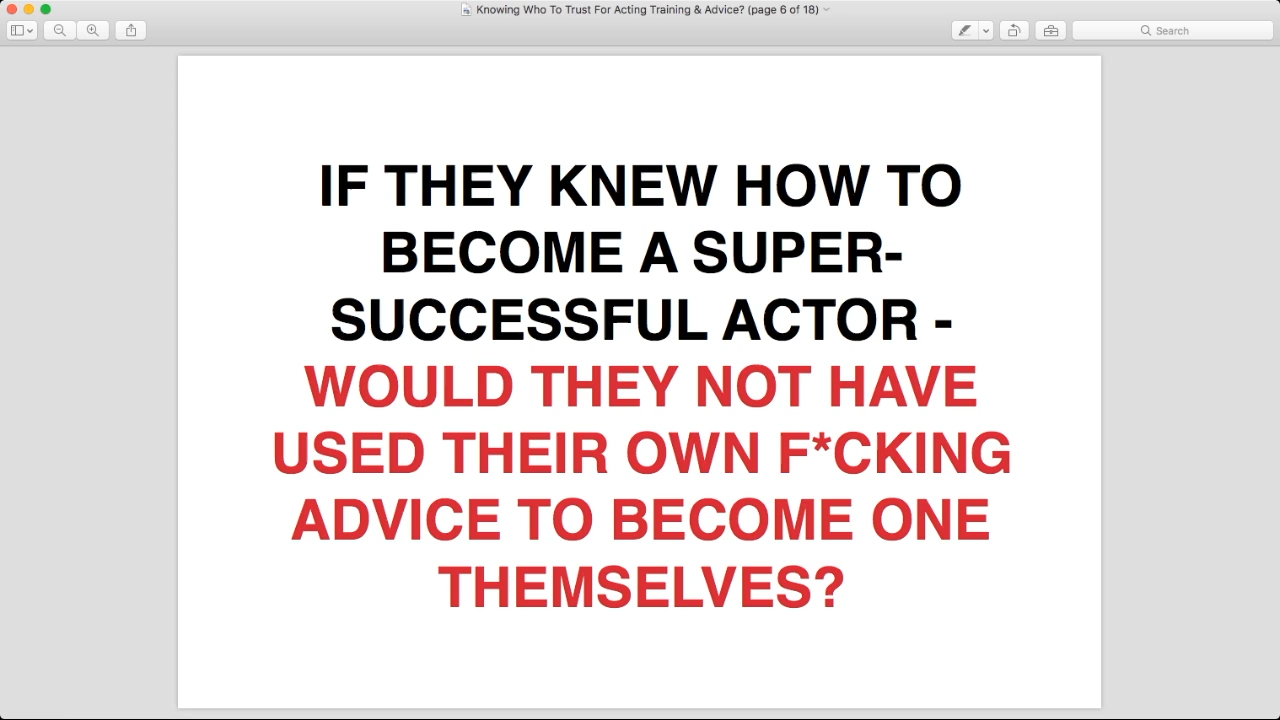 Knowing Who To Trust For Acting Training & Advice? (page 6 of 18)
Search
IF THEY KNEW HOW TO
BECOME A SUPER-
SUCCESSFUL ACTOR -
WOULD THEY NOT HAVE
USED THEIR OWN F*CKING
ADVICE TO BECOME ONE
THEMSELVES?